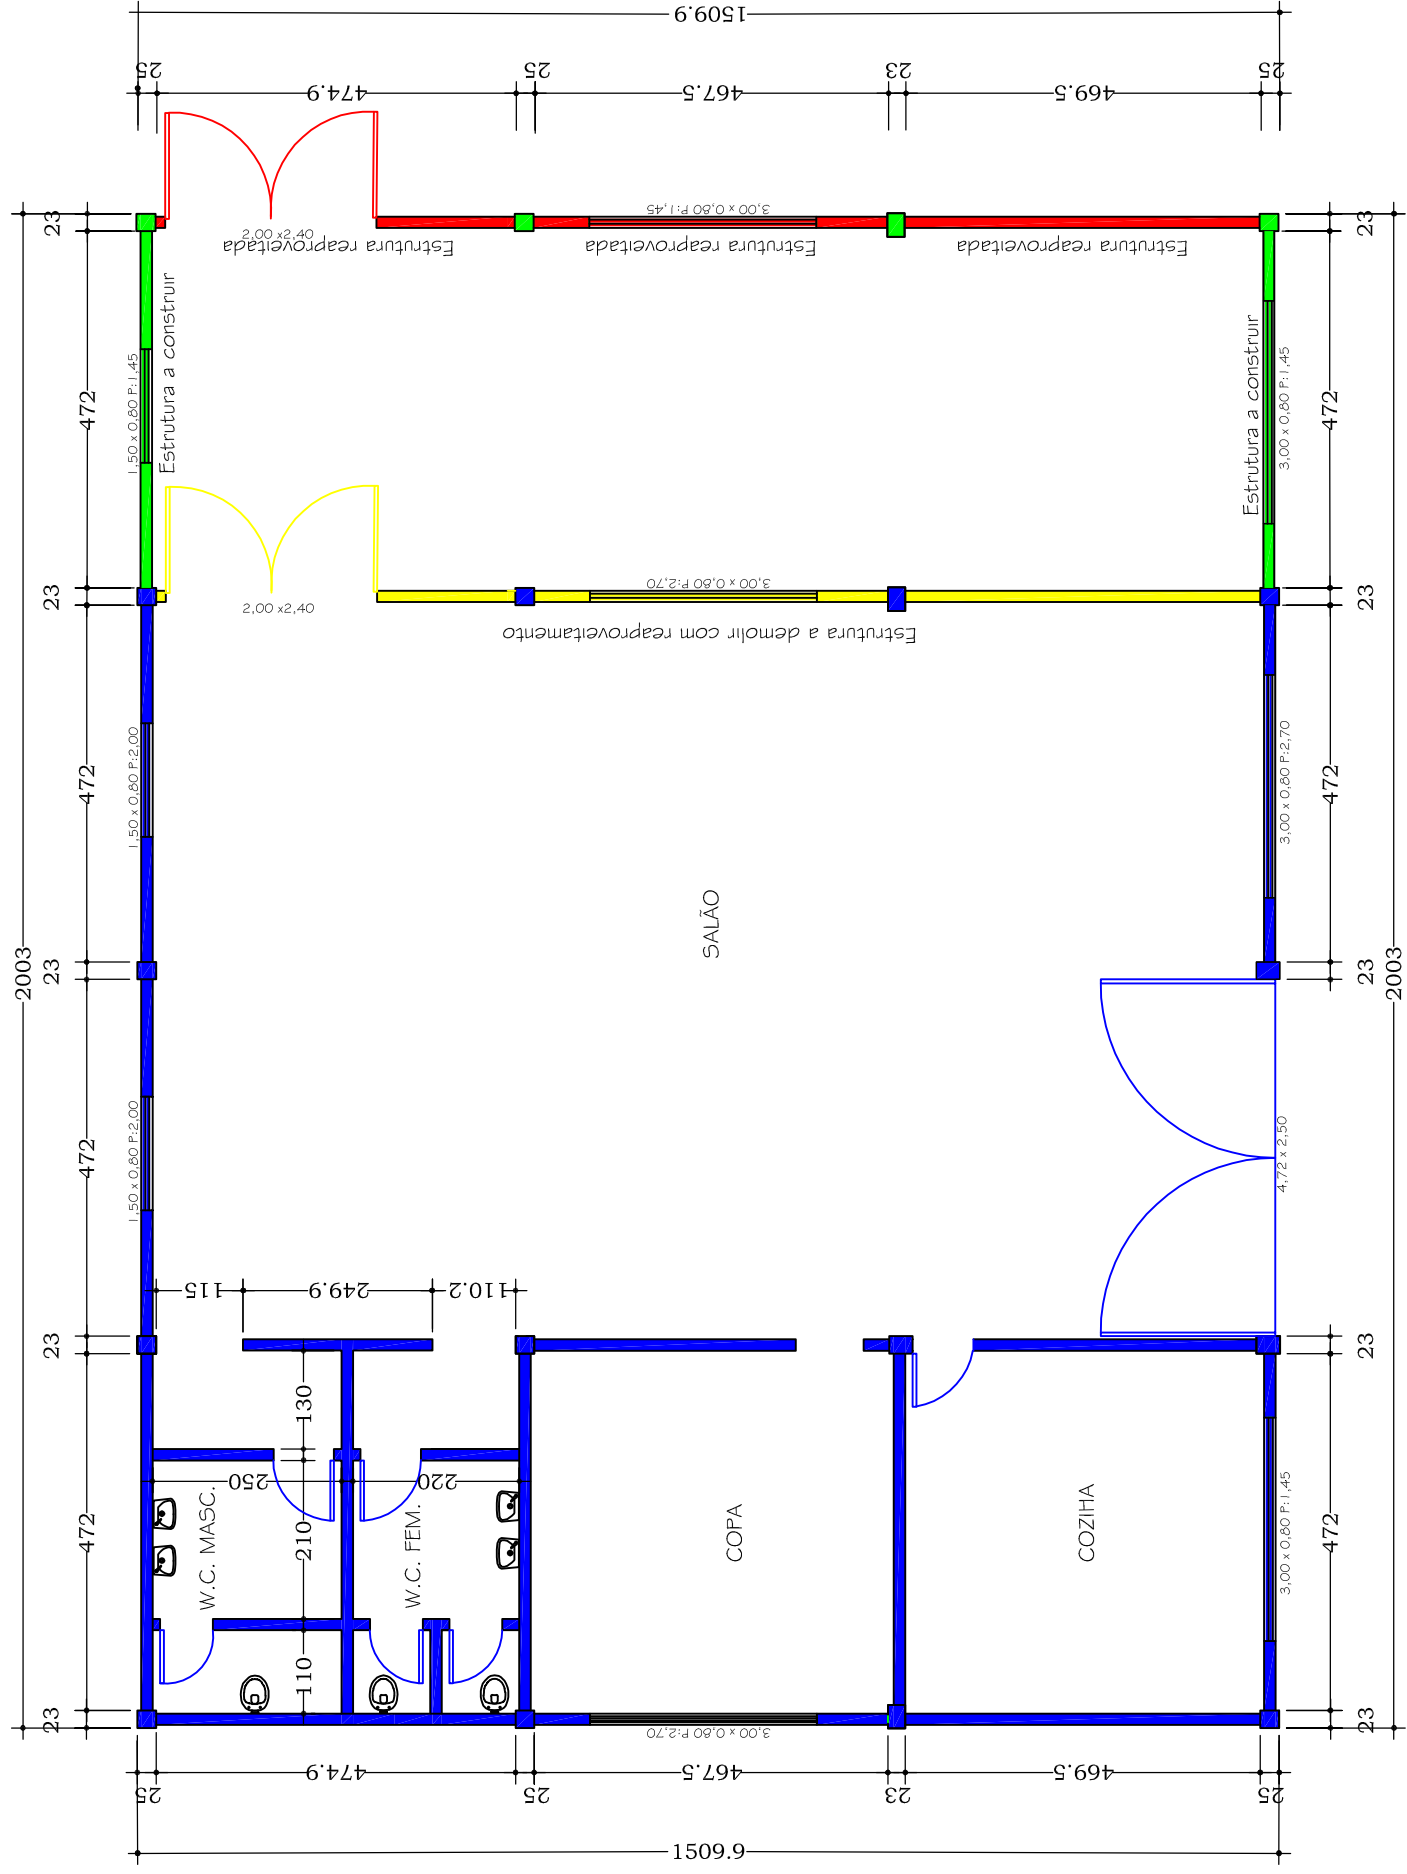 1509.9
25
25
23
25
474.9
467.5
469.5
23
23
3,00 x 0,80 P:1,45
2,00 x2,40
Estrutura reaproveitada
Estrutura reaproveitada
Estrutura reaproveitada
1,50 x 0,80 P:1,45
Estrutura a construir
Estrutura a construir
3,00 x 0,80 P:1,45
472
472
23
23
3,00 x 0,80 P:2,70
2,00 x2,40
Estrutura a demolir com reaproveitamento
472
1,50 x 0,80 P:2,00
3,00 x 0,80 P:2,70
472
SALÃO
2003
23
23
2003
472
1,50 x 0,80 P:2,00
4,72 x 2,50
115
249.9
110.2
23
23
130
250
220
472
W.C. MASC.
210
W.C. FEM.
COPA
COZIHA
3,00 x 0,80 P:1,45
472
110
23
23
3,00 x 0,80 P:2,70
474.9
467.5
469.5
25
25
23
25
1509.9